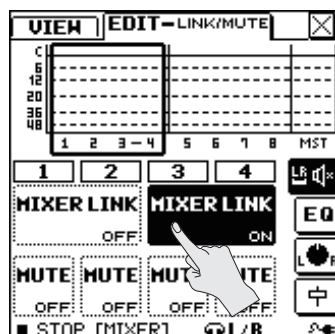 VIEW EDIT-LINK/MUTE
C
6
12
20
36
48
1 2 3-4 5 6 7 8 MST
1 2 3 4
LR
MIXER LINK MIXER LINK
OFF ON
EQ
L R
MUTE MUTE MUT MUTE
OFF OFF OFF OFF
STOP [MIXER] L/R